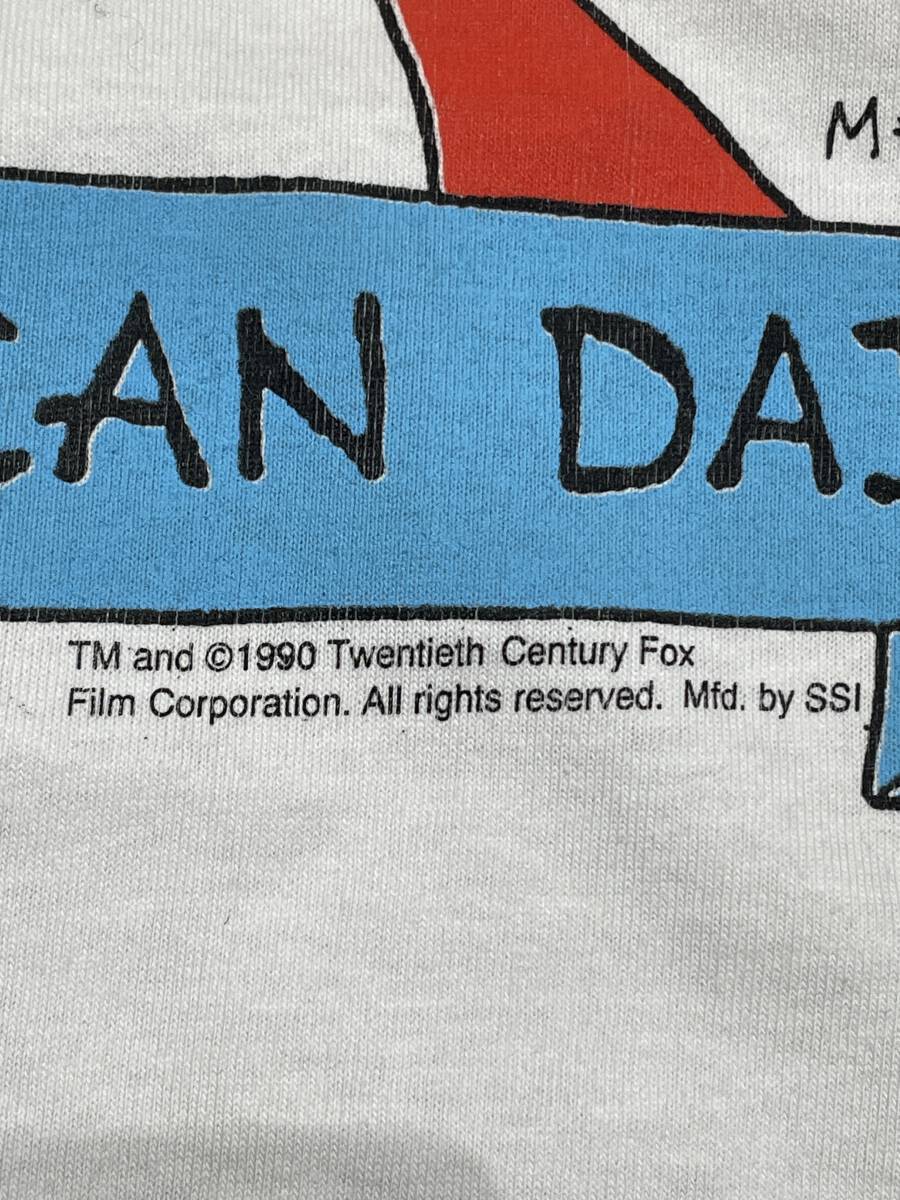 M
CAN DA
TM and ©1990 Twentieth Century Fox
Film Corporation. All rights reserved. Mfd. by SSI